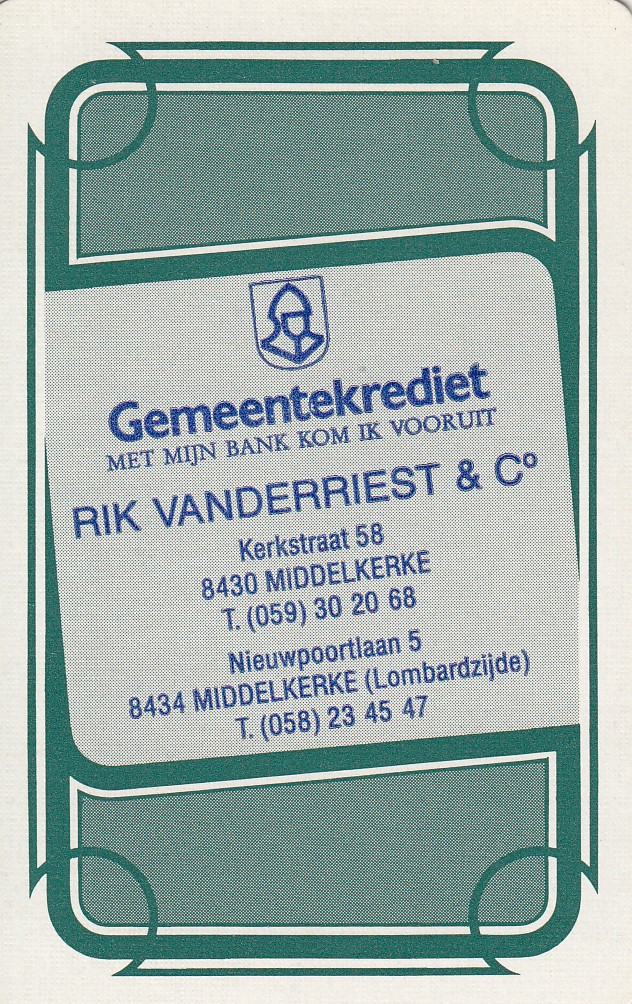 Gemeentekrediet
MET MIJN BANK KOM IK VOORUIT
RIK VANDERRIEST & Cº
Kerkstraat 58
8430 MIDDELKERKE
T. (059) 30 20 68
Nieuwpoortlaan 5
8434 MIDDELKERKE (Lombardzijde)
T. (058) 23 45 47